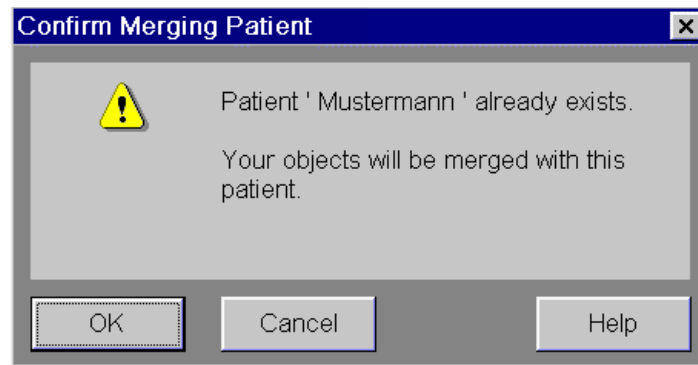 Confirm Merging Patient
Patient ' Mustermann ' already exists.
Your objects will be merged with this
patient.
OK
Cancel
Help